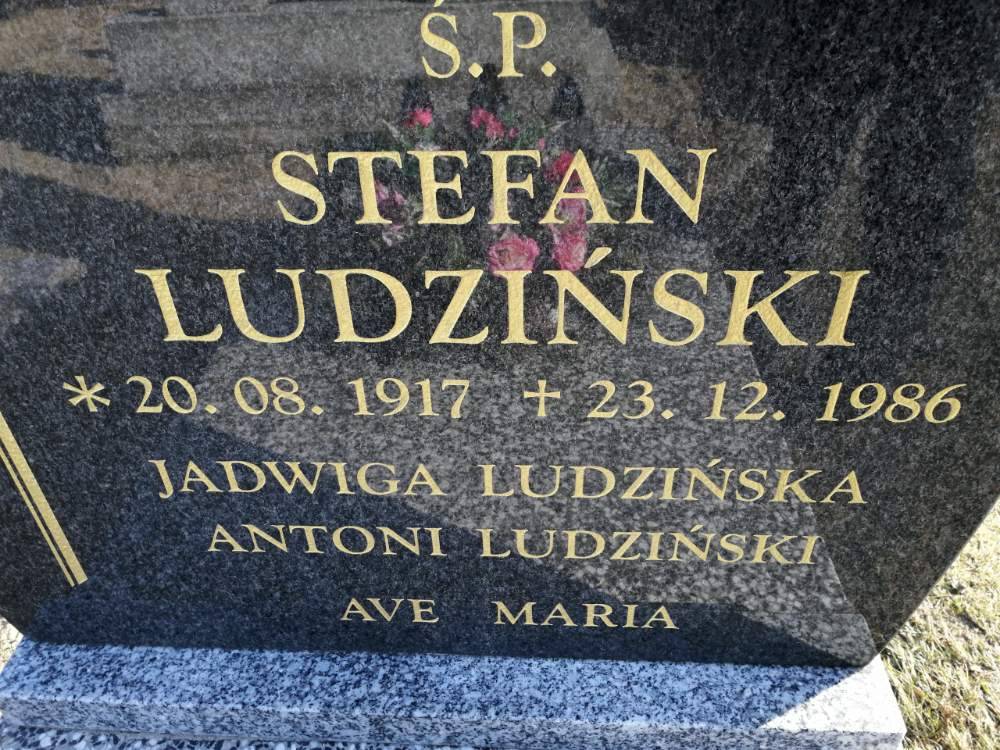 Ś.P.
STEFAN
LUDZIŃSKI
* 20. 08. 1917 + 23. 12. 1986
JADWIGA LUDZIŃSKA
ANTONI LUDZIŃSKI
AVE MARIA